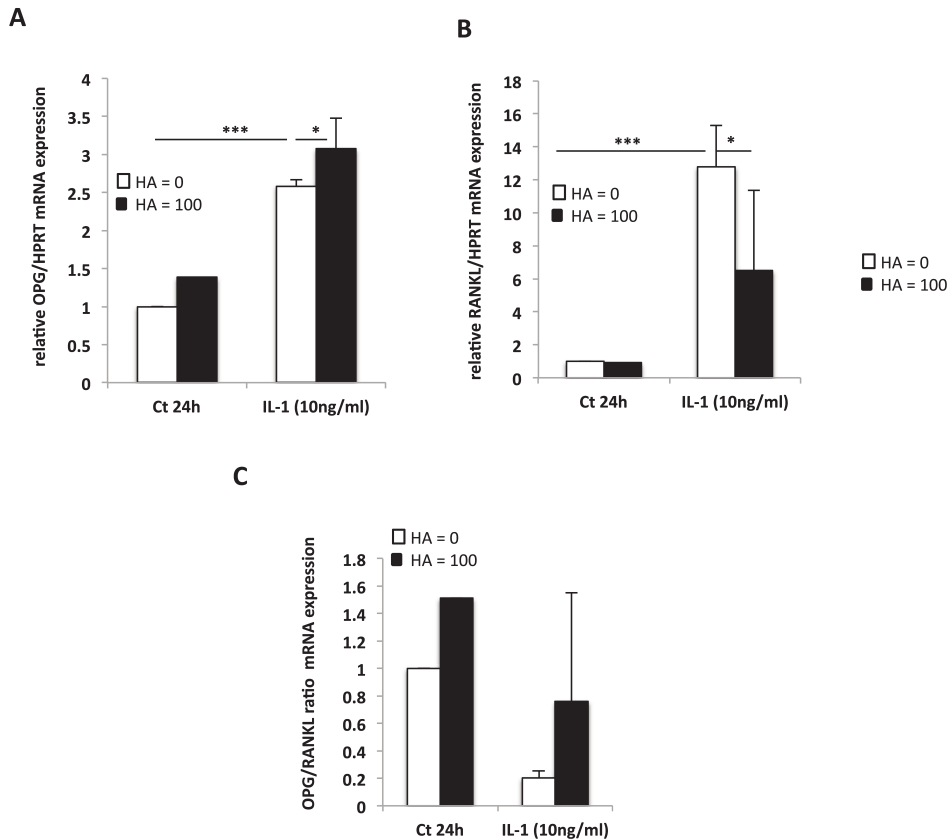 A
relative OPG/HPRT mRNA expression
4
3.5
3
2.5
2
1.5
1
0.5
0
***
*
HA = 0
HA = 100
Ct 24h
IL-1 (10ng/ml)
B
relative RANKL/HPRT mRNA expression
18
16
14
12
10
8
6
4
2
0
***
*
HA = 0
HA = 100
Ct 24h
IL-1 (10ng/ml)
HA = 0
HA = 100
C
OPG/RANKL ratio mRNA expression
1.8
1.6
1.4
1.2
1
0.8
0.6
0.4
0.2
0
HA = 0
HA = 100
Ct 24h
IL-1 (10ng/ml)